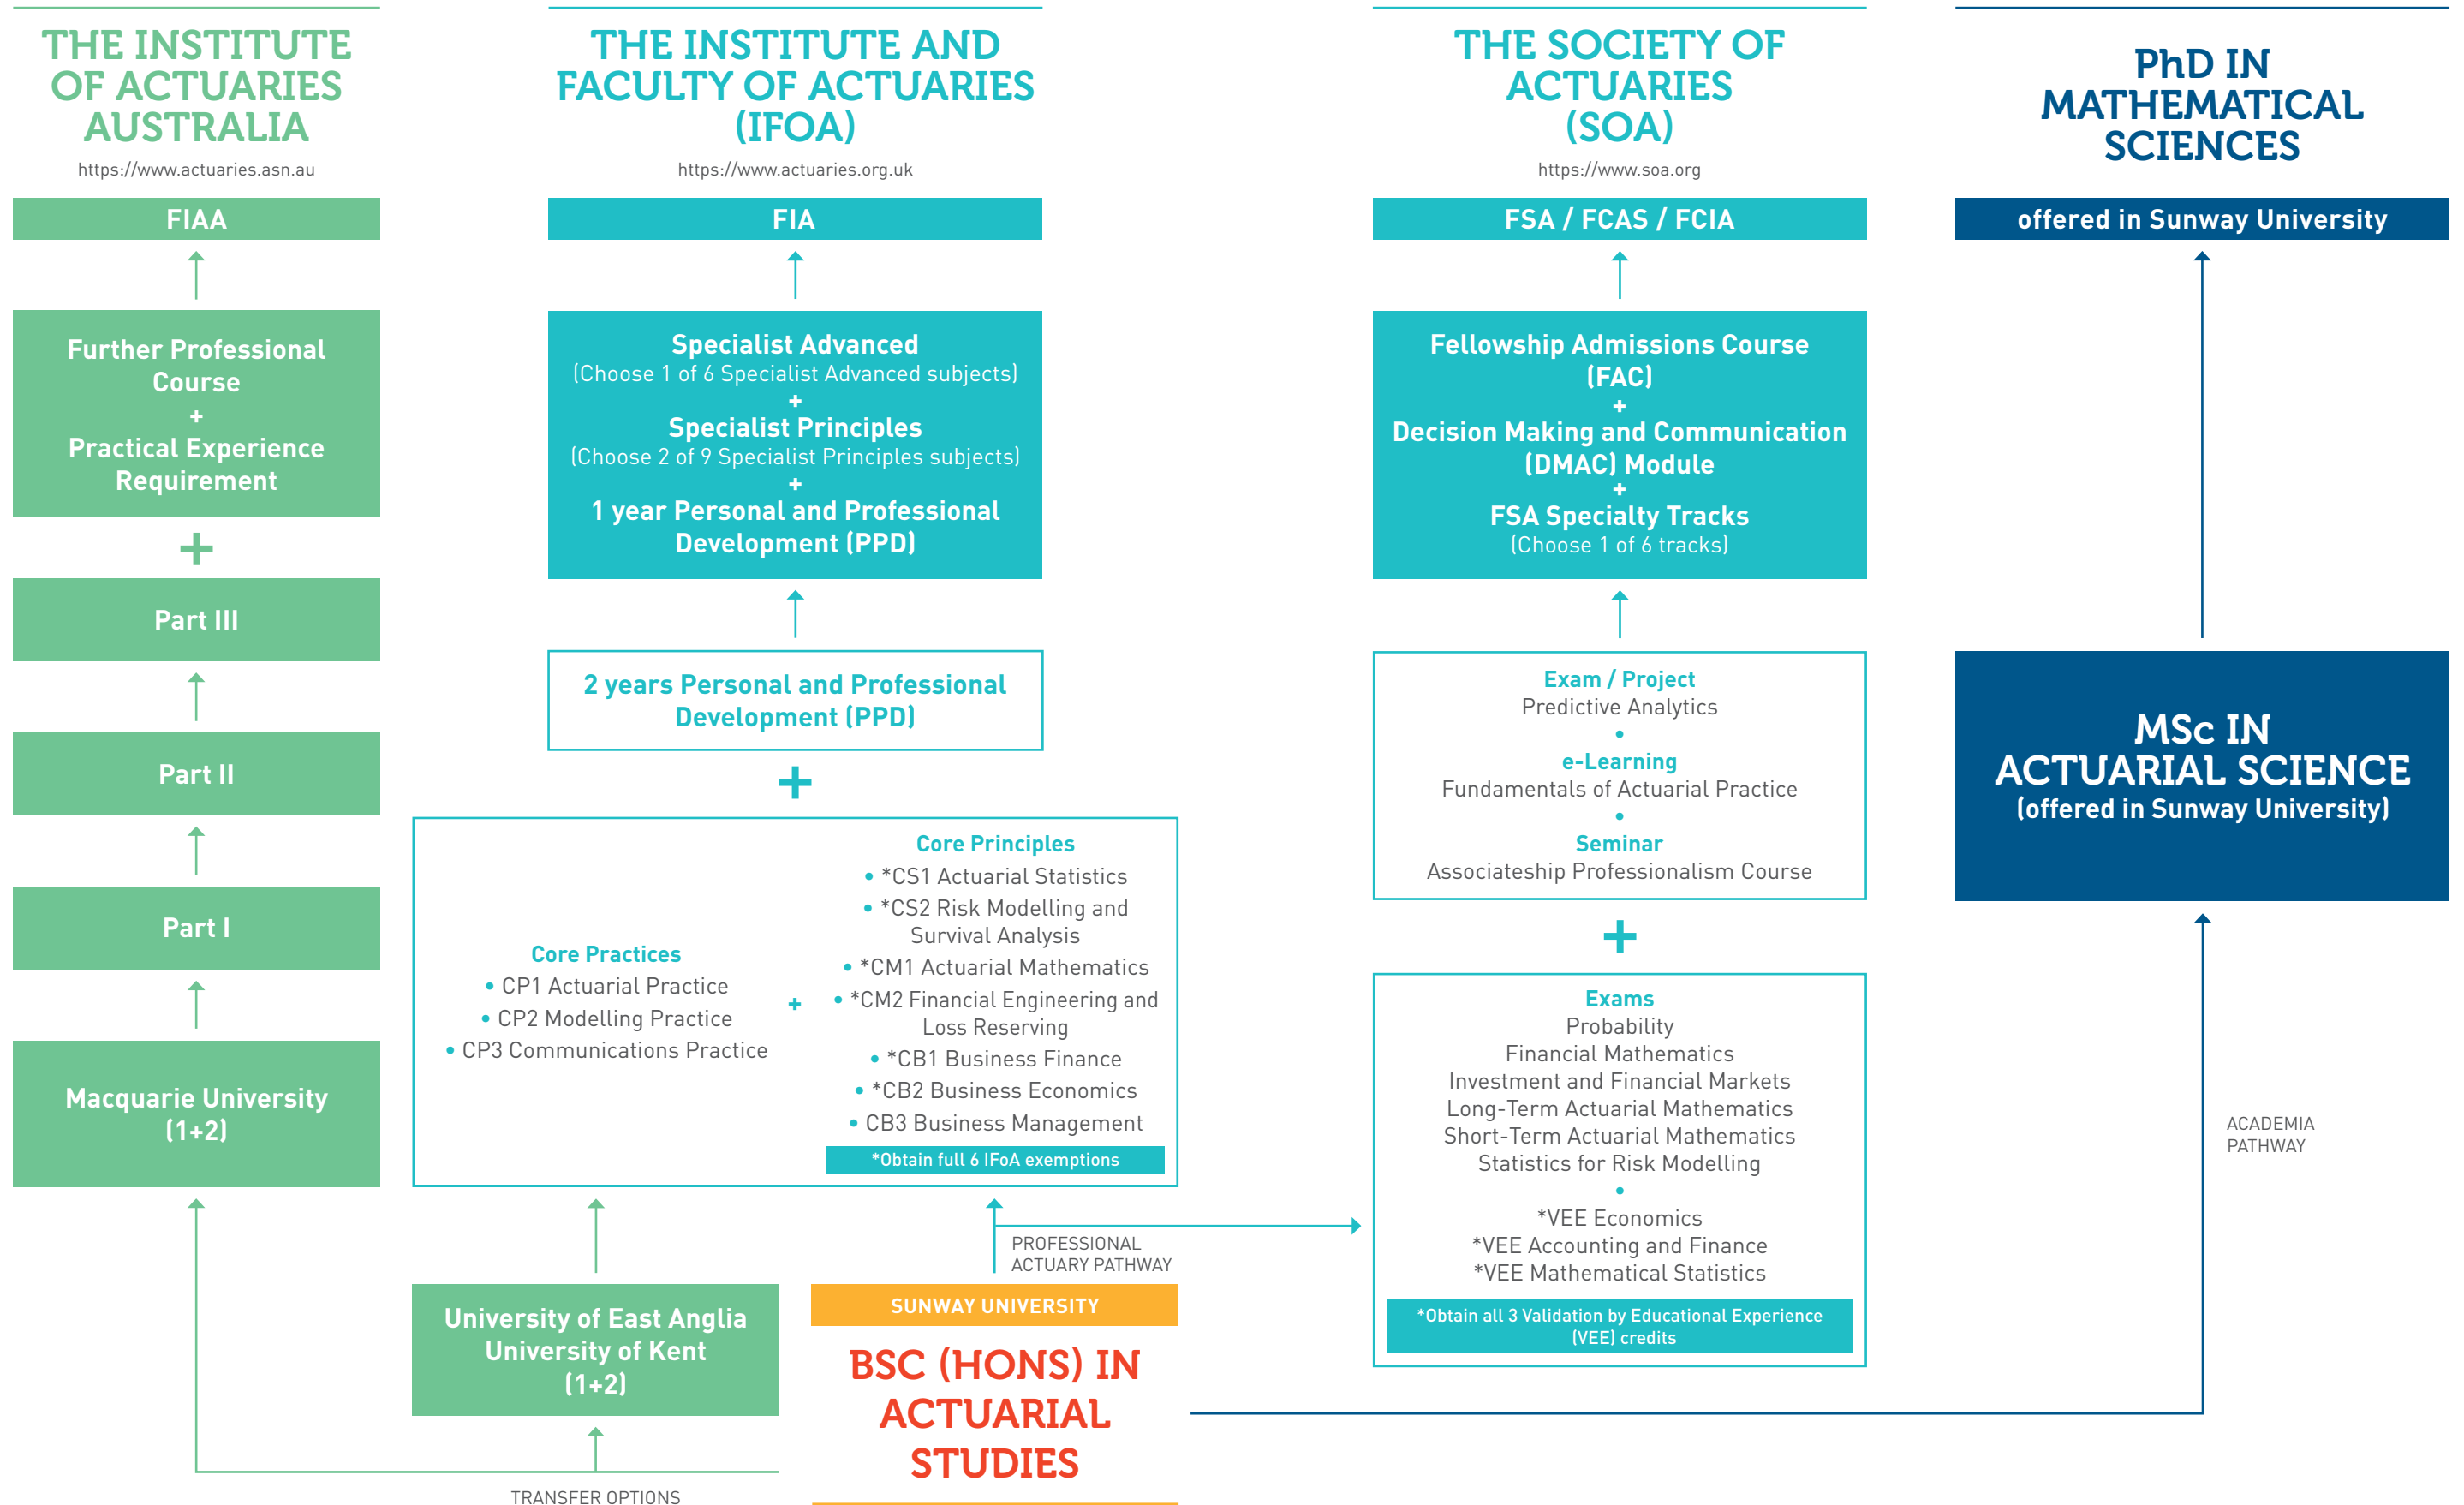 THE INSTITUTE
OF ACTUARIES
AUSTRALIA
https://www.actuaries.asn.au
FIAA
Further Professional
Course
+
Practical Experience
Requirement
+
Part III
Part II
Part I
Macquarie University
(1+2)
THE INSTITUTE AND
FACULTY OF ACTUARIES
(IFOA)
https://www.actuaries.org.uk
FIA
Specialist Advanced
(Choose 1 of 6 Specialist Advanced subjects)
+
Specialist Principles
(Choose 2 of 9 Specialist Principles subjects)
+
1 year Personal and Professional
Development (PPD)
2 years Personal and Professional
Development (PPD)
+
Core Practices
• CP1 Actuarial Practice
• CP2 Modelling Practice
• CP3 Communications Practice
+
Core Principles
• *CS1 Actuarial Statistics
• *CS2 Risk Modelling and
Survival Analysis
• *CM1 Actuarial Mathematics
• *CM2 Financial Engineering and
Loss Reserving
• *CB1 Business Finance
• *CB2 Business Economics
• CB3 Business Management
*Obtain full 6 IFoA exemptions
PROFESSIONAL
ACTUARY PATHWAY
University of East Anglia
University of Kent
(1+2)
TRANSFER OPTIONS
SUNWAY UNIVERSITY
BSC (HONS) IN
ACTUARIAL
STUDIES
THE SOCIETY OF
ACTUARIES
(SOA)
https://www.soa.org
FSA / FCAS / FCIA
Fellowship Admissions Course
(FAC)
+
Decision Making and Communication
(DMAC) Module
+
FSA Specialty Tracks
(Choose 1 of 6 tracks)
Exam / Project
Predictive Analytics
•
e-Learning
Fundamentals of Actuarial Practice
•
Seminar
Associateship Professionalism Course
+
Exams
Probability
Financial Mathematics
Investment and Financial Markets
Long-Term Actuarial Mathematics
Short-Term Actuarial Mathematics
Statistics for Risk Modelling
•
*VEE Economics
*VEE Accounting and Finance
*VEE Mathematical Statistics
*Obtain all 3 Validation by Educational Experience
(VEE) credits
PhD IN
MATHEMATICAL
SCIENCES
offered in Sunway University
MSc IN
ACTUARIAL SCIENCE
(offered in Sunway University)
ACADEMIA
PATHWAY